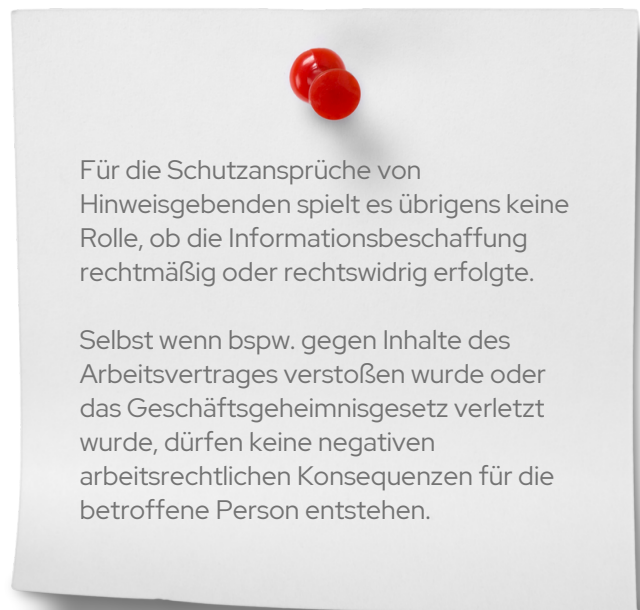 Für die Schutzansprüche von
Hinweisgebenden spielt es übrigens keine
Rolle, ob die Informationsbeschaffung
rechtmäßig oder rechtswidrig erfolgte.
Selbst wenn bspw. gegen Inhalte des
Arbeitsvertrages verstoßen wurde oder
das Geschäftsgeheimnisgesetz verletzt
wurde, dürfen keine negativen
arbeitsrechtlichen Konsequenzen für die
betroffene Person entstehen.